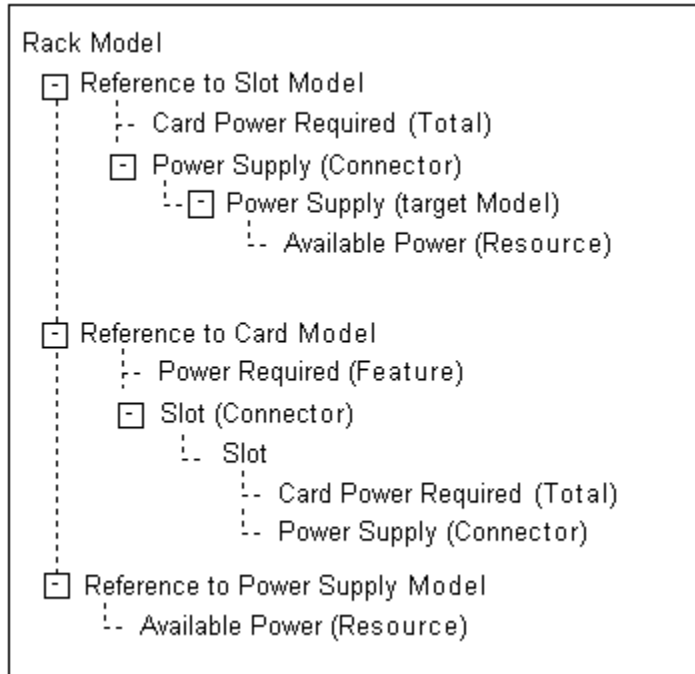 Rack Model
Reference to Slot Model
Card Power Required (Total)
Power Supply (Connector)
Power Supply (target Model)
Available Power (Resource)
Reference to Card Model
Power Required (Feature)
Slot (Connector)
Slot
Card Power Required (Total)
Power Supply (Connector)
Reference to Power Supply Model
Available Power (Resource)